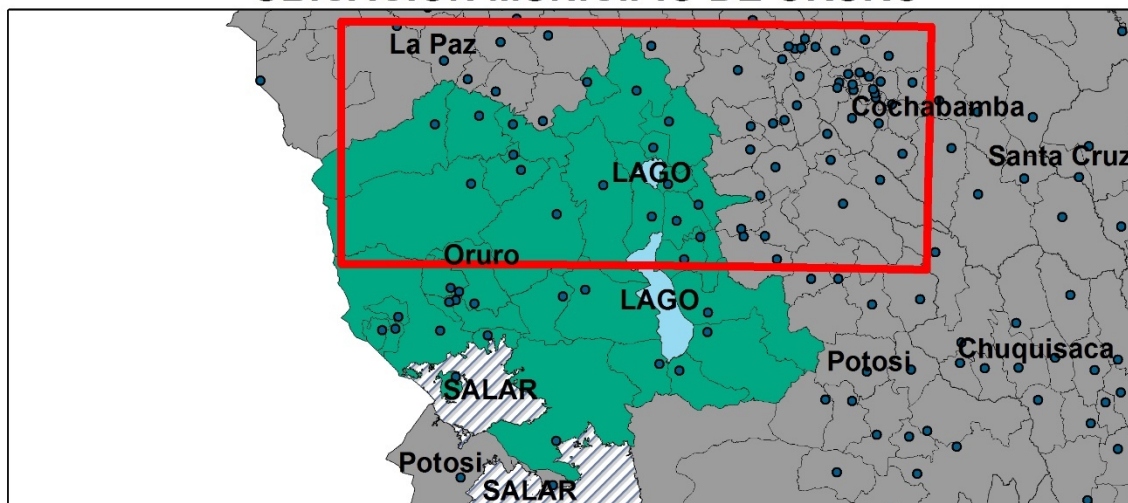 La Paz
Cochabamba
Santa Cruz
LAGO
Oruro
LAGO
Potosi
Chuquisaca
SALAR
Potosi
SALAR